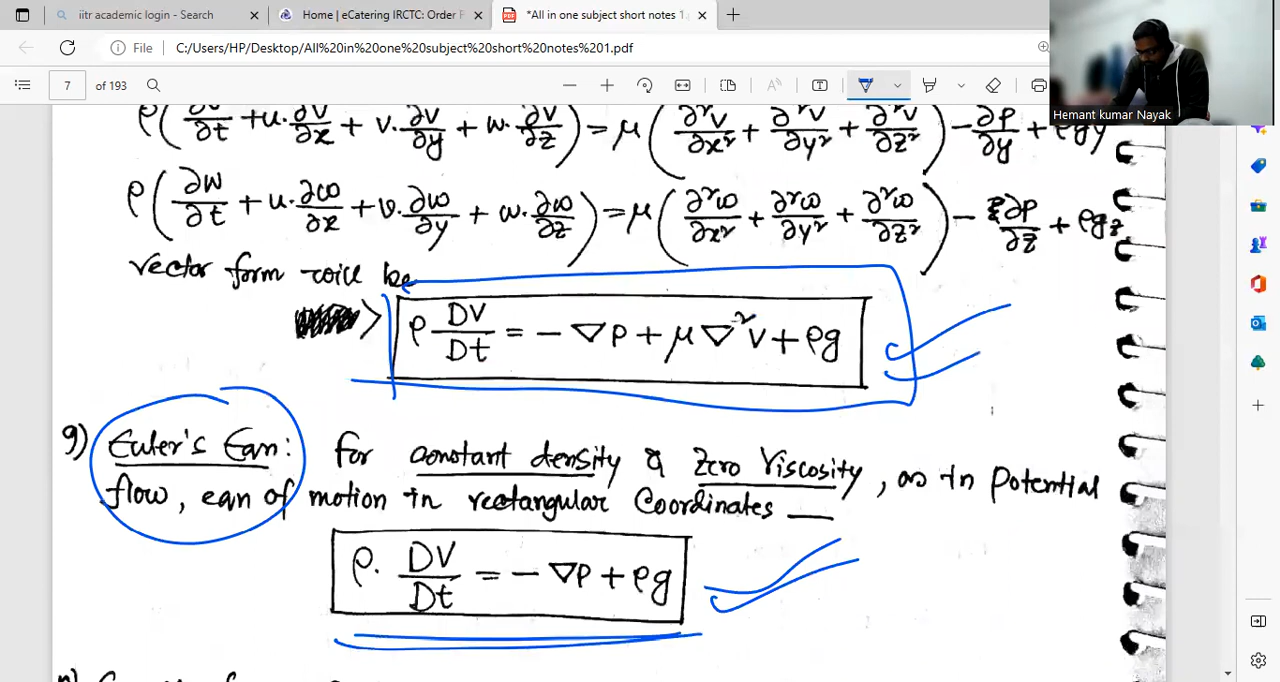 iitr academic login - Search
Home | eCatering IRCTC: Order F
*All in one subject short notes 1.
File
C:/Users/HP/Desktop/All%20in%20one%20subject%20short%20notes%201.pdf
7 of 193
Hemant kumar Nayak
ρ(∂V/∂t + u.∂V/∂x + v.∂V/∂y + w.∂V/∂z) = μ(∂²V/∂x² + ∂²V/∂y² + ∂²V/∂z²) - ∂P/∂y + ρgy
ρ(∂w/∂t + u.∂w/∂x + v.∂w/∂y + w.∂w/∂z) = μ(∂²w/∂x² + ∂²w/∂y² + ∂²w/∂z²) - ∂P/∂z + ρgz
vector form will be
ρ DV/Dt = - ∇P + μ∇²V + ρg
g) Euler's Eqn: for constant density & Zero Viscosity, as in Potential
flow, eqn of motion in rectangular Coordinates —
ρ. DV/Dt = - ∇P + ρg